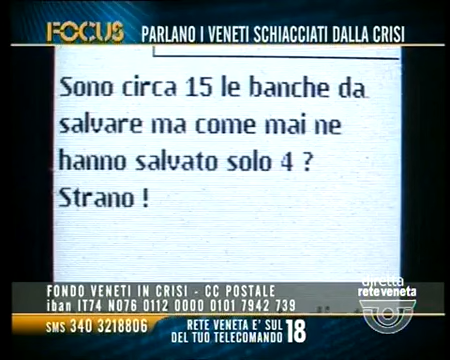 FOCUS PARLANO I VENETI SCHIACCIATI DALLA CRISI
Sono circa 15 le banche da
salvare ma come mai ne
hanno salvato solo 4 ?
Strano !
FONDO VENETI IN CRISI - CC POSTALE
iban IT74 N076 0112 0000 0101 7942 739
diretta
reteveneta
SMS 340 3218806
RETE VENETA E' SUL
DEL TUO TELECOMANDO 18